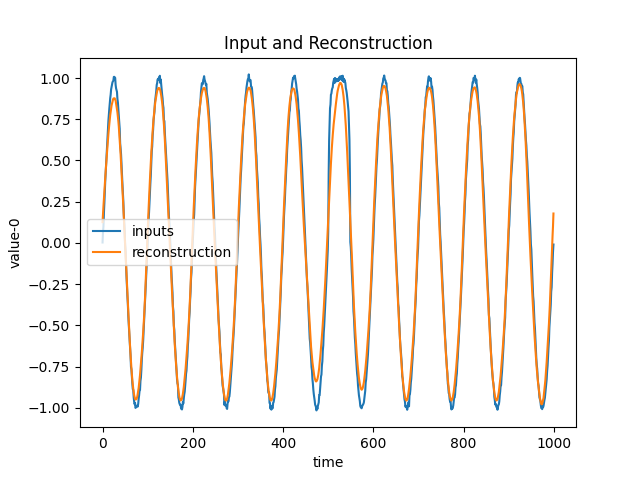 Input and Reconstruction
1.00
0.75
0.50
0.25
0.00
−0.25
−0.50
−0.75
−1.00
value-0
inputs
reconstruction
0 200 400 600 800 1000
time